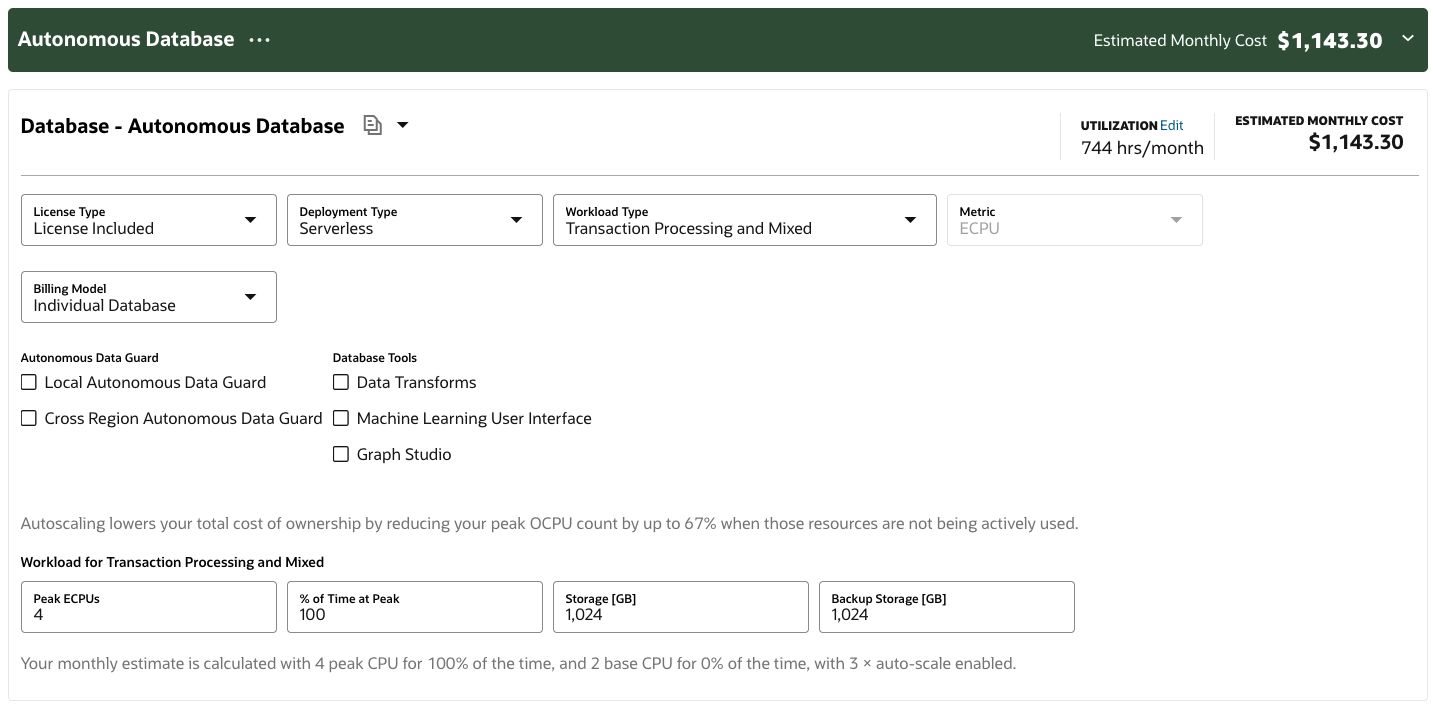 Autonomous Database ···
Estimated Monthly Cost $1,143.30
Database - Autonomous Database
UTILIZATION Edit
744 hrs/month
ESTIMATED MONTHLY COST
$1,143.30
License Type
License Included
Deployment Type
Serverless
Workload Type
Transaction Processing and Mixed
Metric
ECPU
Billing Model
Individual Database
Autonomous Data Guard
Local Autonomous Data Guard
Cross Region Autonomous Data Guard
Database Tools
Data Transforms
Machine Learning User Interface
Graph Studio
Autoscaling lowers your total cost of ownership by reducing your peak OCPU count by up to 67% when those resources are not being actively used.
Workload for Transaction Processing and Mixed
Peak ECPUs
4
% of Time at Peak
100
Storage [GB]
1,024
Backup Storage [GB]
1,024
Your monthly estimate is calculated with 4 peak CPU for 100% of the time, and 2 base CPU for 0% of the time, with 3 × auto-scale enabled.